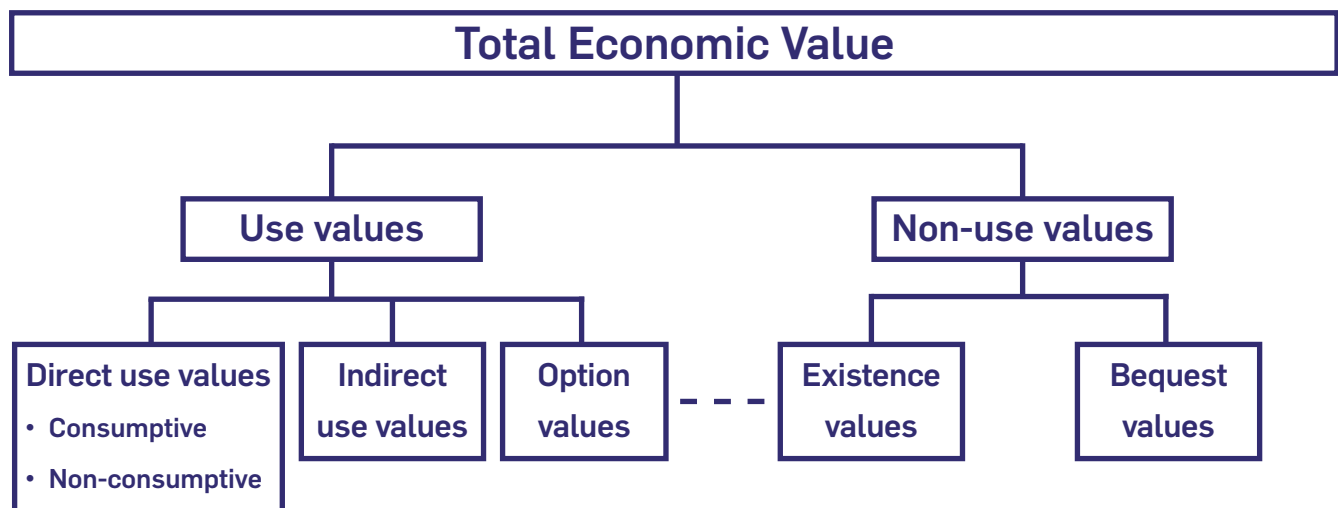 Total Economic Value
Use values
Non-use values
Direct use values
• Consumptive
• Non-consumptive
Indirect
use values
Option
values
Existence
values
Bequest
values